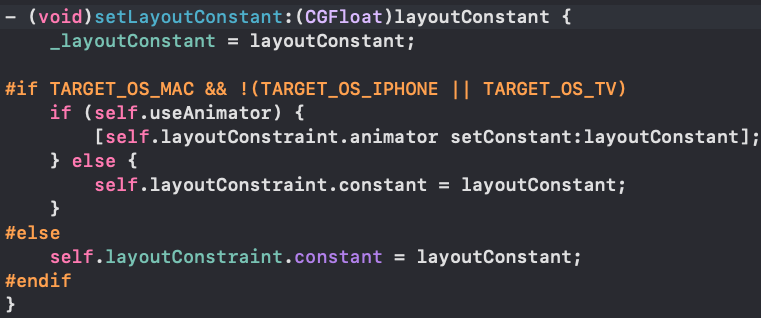 - (void)setLayoutConstant:(CGFloat)layoutConstant {
    _layoutConstant = layoutConstant;

#if TARGET_OS_MAC && !(TARGET_OS_IPHONE || TARGET_OS_TV)
    if (self.useAnimator) {
        [self.layoutConstraint.animator setConstant:layoutConstant];
    } else {
        self.layoutConstraint.constant = layoutConstant;
    }
#else
    self.layoutConstraint.constant = layoutConstant;
#endif
}